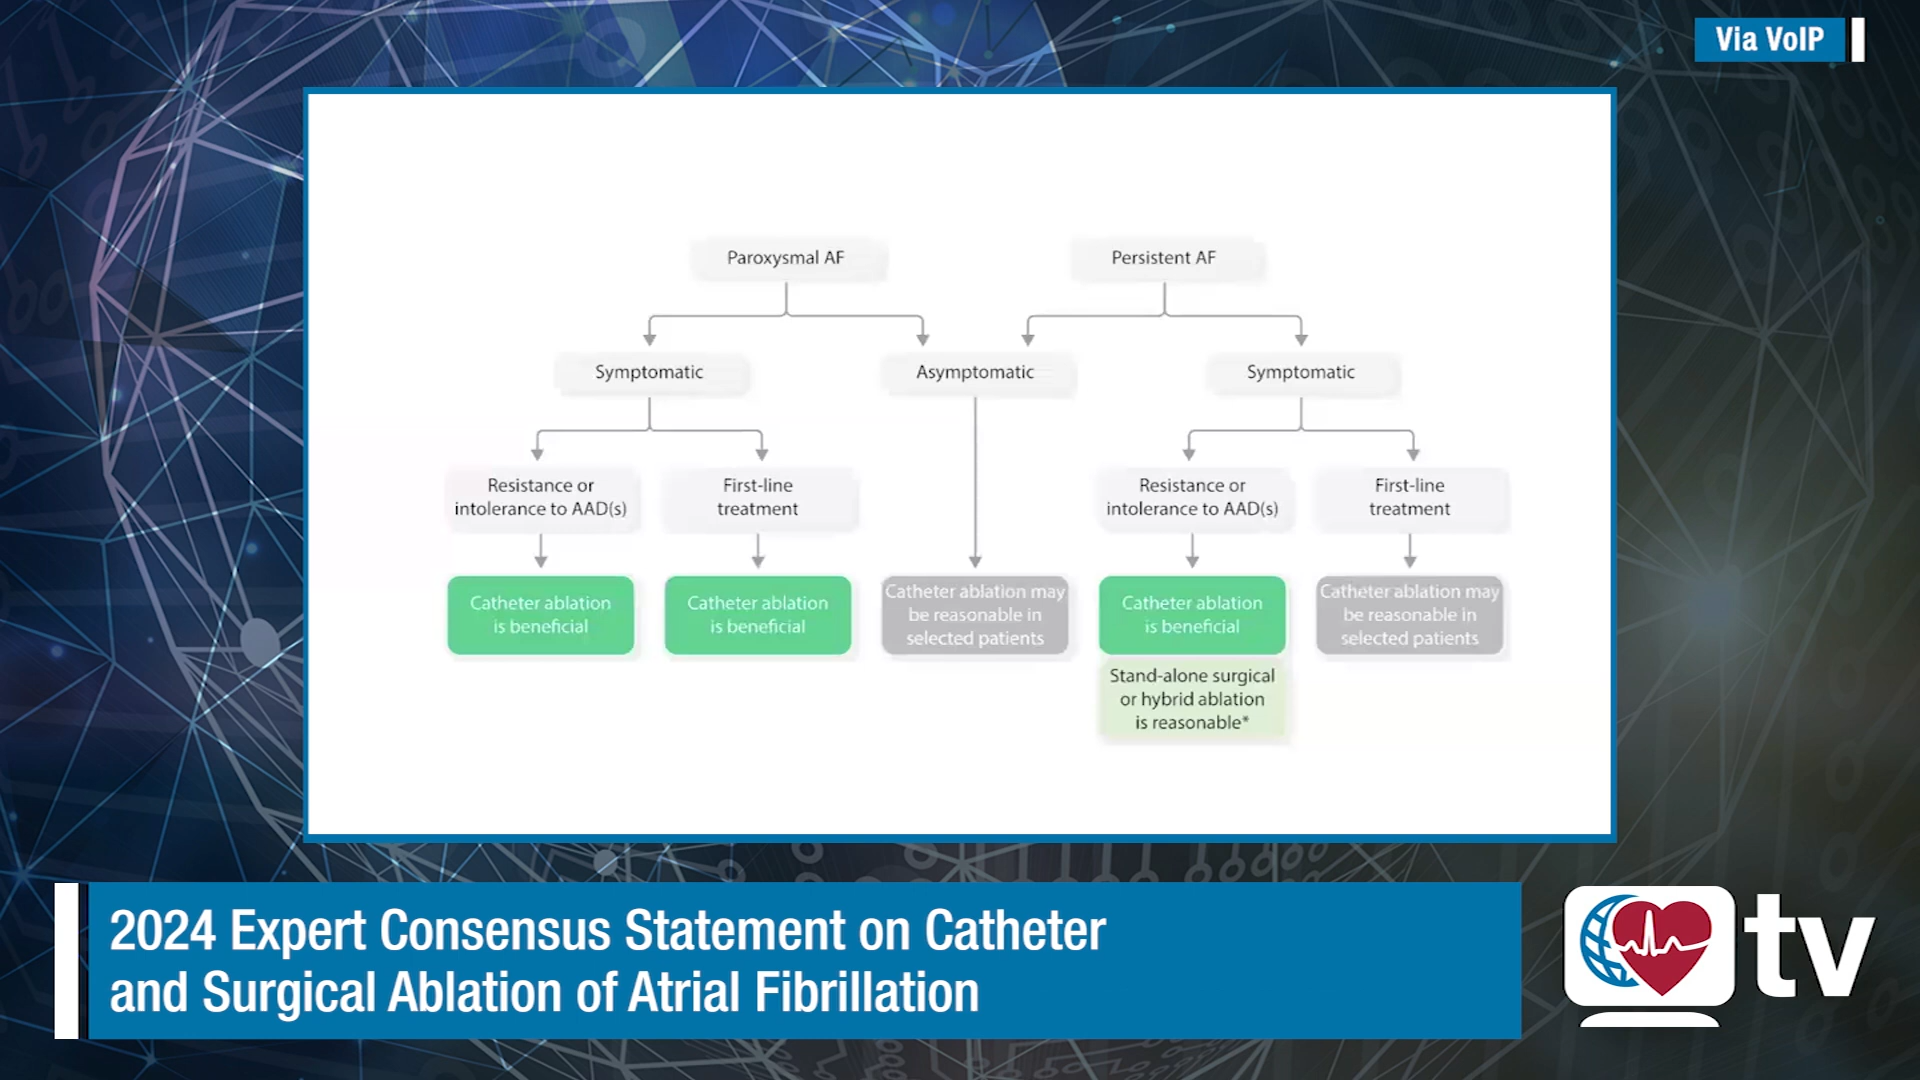 Via VoIP
Paroxysmal AF
Persistent AF
Symptomatic
Asymptomatic
Symptomatic
Resistance or
intolerance to AAD(s)
First-line
treatment
Resistance or
intolerance to AAD(s)
First-line
treatment
Catheter ablation
is beneficial
Catheter ablation
is beneficial
Catheter ablation may
be reasonable in
selected patients
Catheter ablation
is beneficial
Catheter ablation may
be reasonable in
selected patients
Stand-alone surgical
or hybrid ablation
is reasonable*
2024 Expert Consensus Statement on Catheter
and Surgical Ablation of Atrial Fibrillation
tv